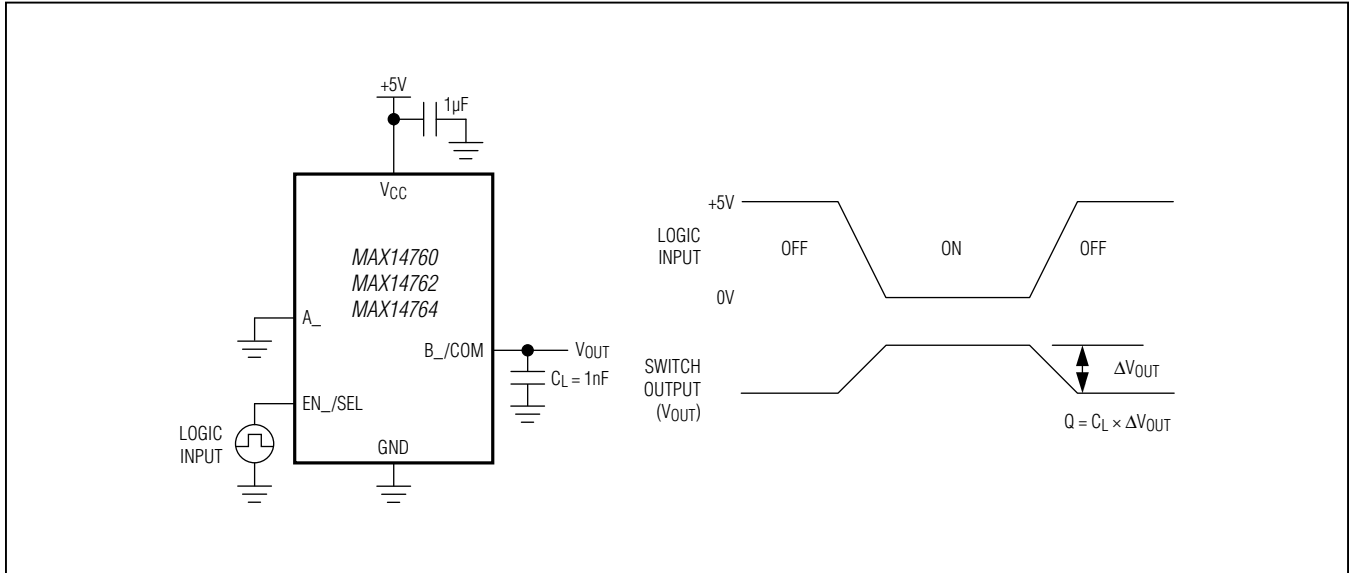 +5V
1µF
VCC
MAX14760
MAX14762
MAX14764
A_
B_/COM
VOUT
CL = 1nF
EN_/SEL
LOGIC
INPUT
GND
+5V
LOGIC
INPUT
0V
OFF
ON
OFF
SWITCH
OUTPUT
(VOUT)
ΔVOUT
Q = CL × ΔVOUT